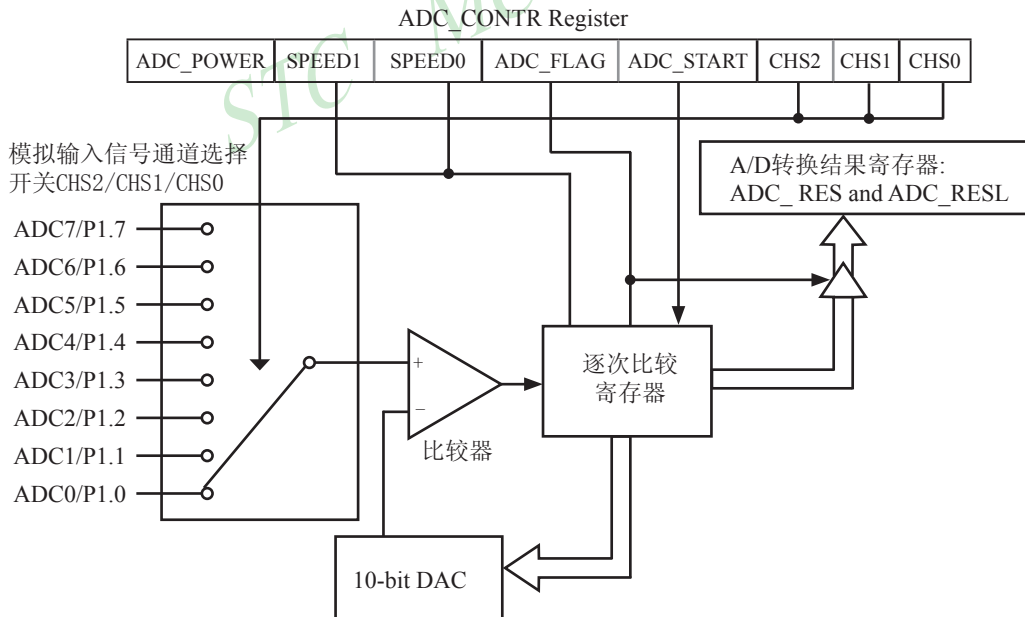 ADC_CONTR Register
ADC_POWER SPEED1 SPEED0 ADC_FLAG ADC_START CHS2 CHS1 CHS0
STC MC
模拟输入信号通道选择
开关CHS2/CHS1/CHS0
A/D转换结果寄存器:
ADC_ RES and ADC_RESL
ADC7/P1.7
ADC6/P1.6
ADC5/P1.5
ADC4/P1.4
ADC3/P1.3
ADC2/P1.2
ADC1/P1.1
ADC0/P1.0
+
−
比较器
逐次比较
寄存器
10-bit DAC